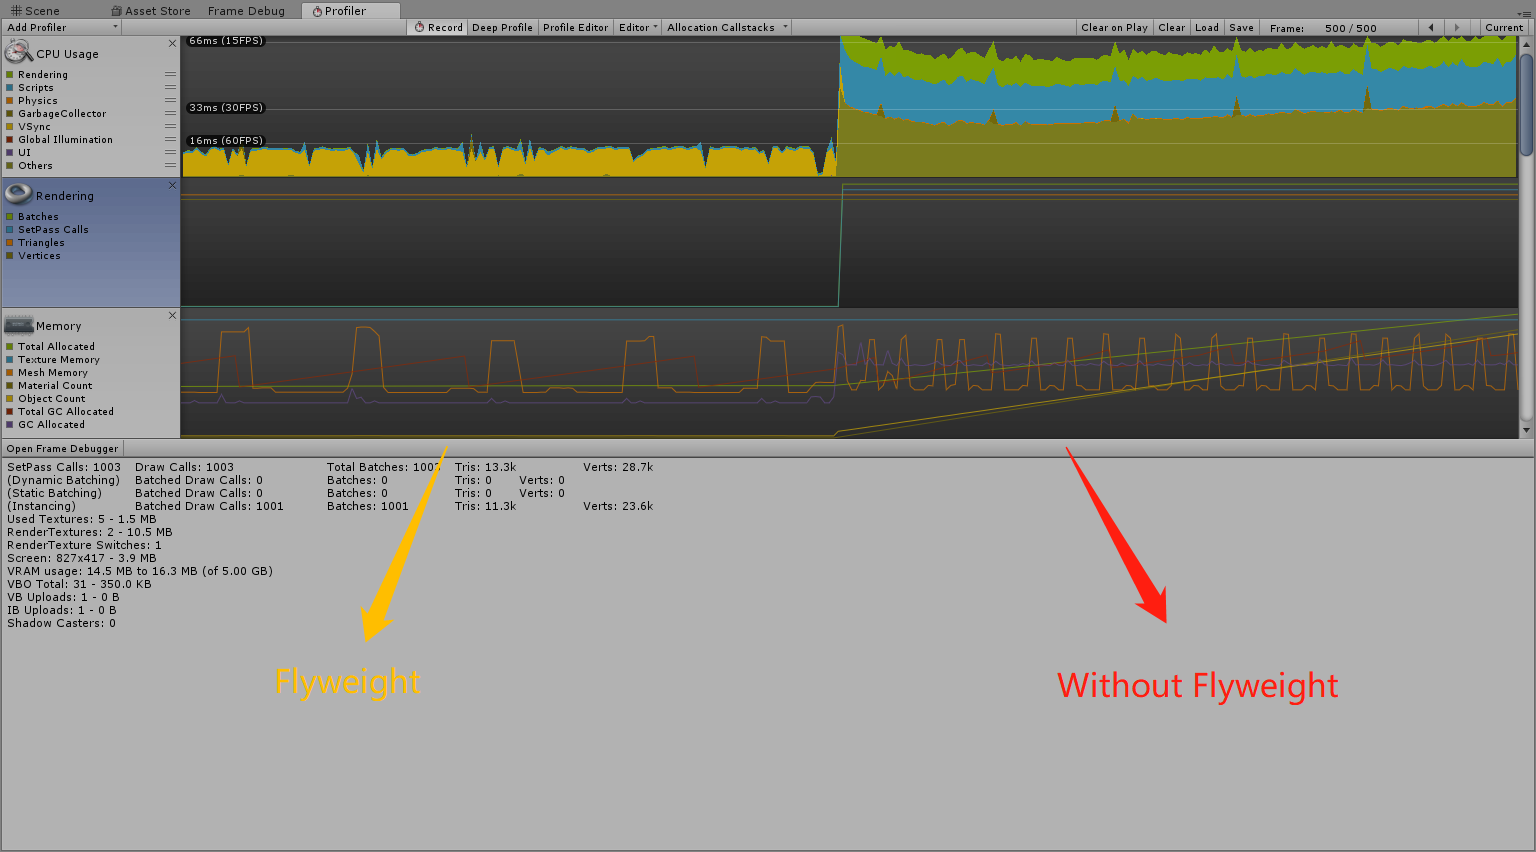 Scene Asset Store Frame Debug Profiler
Add Profiler Record Deep Profile Profile Editor Editor Allocation Callstacks Clear on Play Clear Load Save Frame: 500 / 500 Current
CPU Usage
Rendering
Scripts
Physics
GarbageCollector
VSync
Global Illumination
UI
Others
66ms (15FPS)
33ms (30FPS)
16ms (60FPS)
Rendering
Batches
SetPass Calls
Triangles
Vertices
Memory
Total Allocated
Texture Memory
Mesh Memory
Material Count
Object Count
Total GC Allocated
GC Allocated
Open Frame Debugger
SetPass Calls: 1003 Draw Calls: 1003 Total Batches: 1003 Tris: 13.3k Verts: 28.7k
(Dynamic Batching) Batched Draw Calls: 0 Batches: 0 Tris: 0 Verts: 0
(Static Batching) Batched Draw Calls: 0 Batches: 0 Tris: 0 Verts: 0
(Instancing) Batched Draw Calls: 1001 Batches: 1001 Tris: 11.3k Verts: 23.6k
Used Textures: 5 - 1.5 MB
RenderTextures: 2 - 10.5 MB
RenderTexture Switches: 1
Screen: 827x417 - 3.9 MB
VRAM usage: 14.5 MB to 16.3 MB (of 5.00 GB)
VBO Total: 31 - 350.0 KB
VB Uploads: 1 - 0 B
IB Uploads: 1 - 0 B
Shadow Casters: 0
Flyweight
Without Flyweight